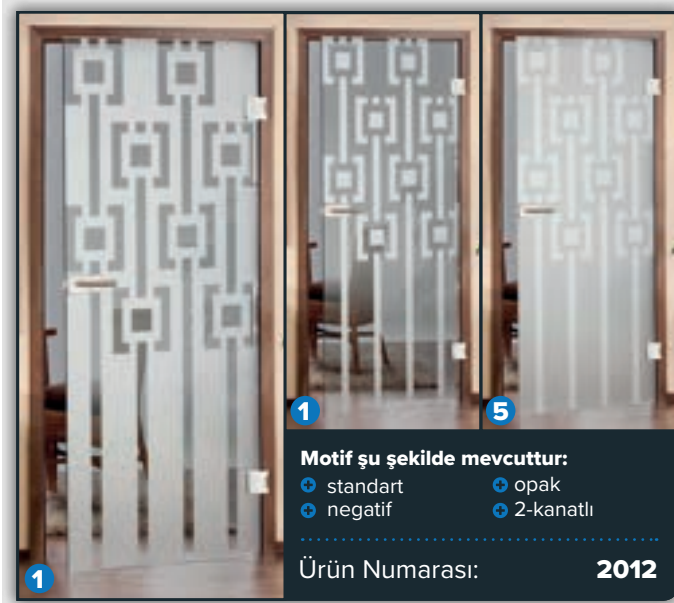 1
1
5
Motif şu şekilde mevcuttur:
standart
opak
negatif
2-kanatlı
Ürün Numarası: 2012